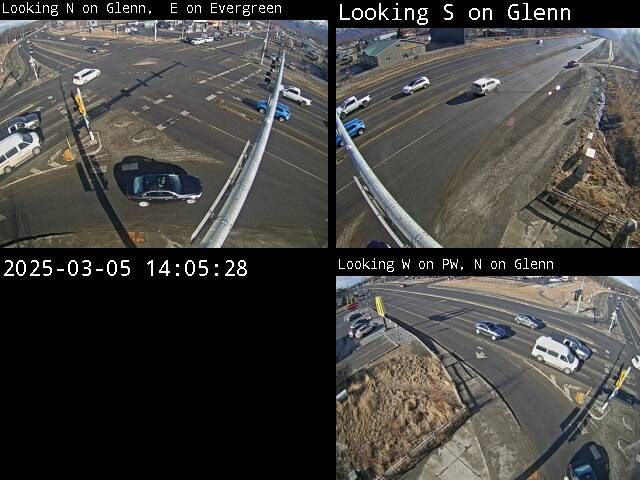 Looking N on Glenn,  E on Evergreen
Looking S on Glenn
2025-03-05 14:05:28
Looking W on PW, N on Glenn